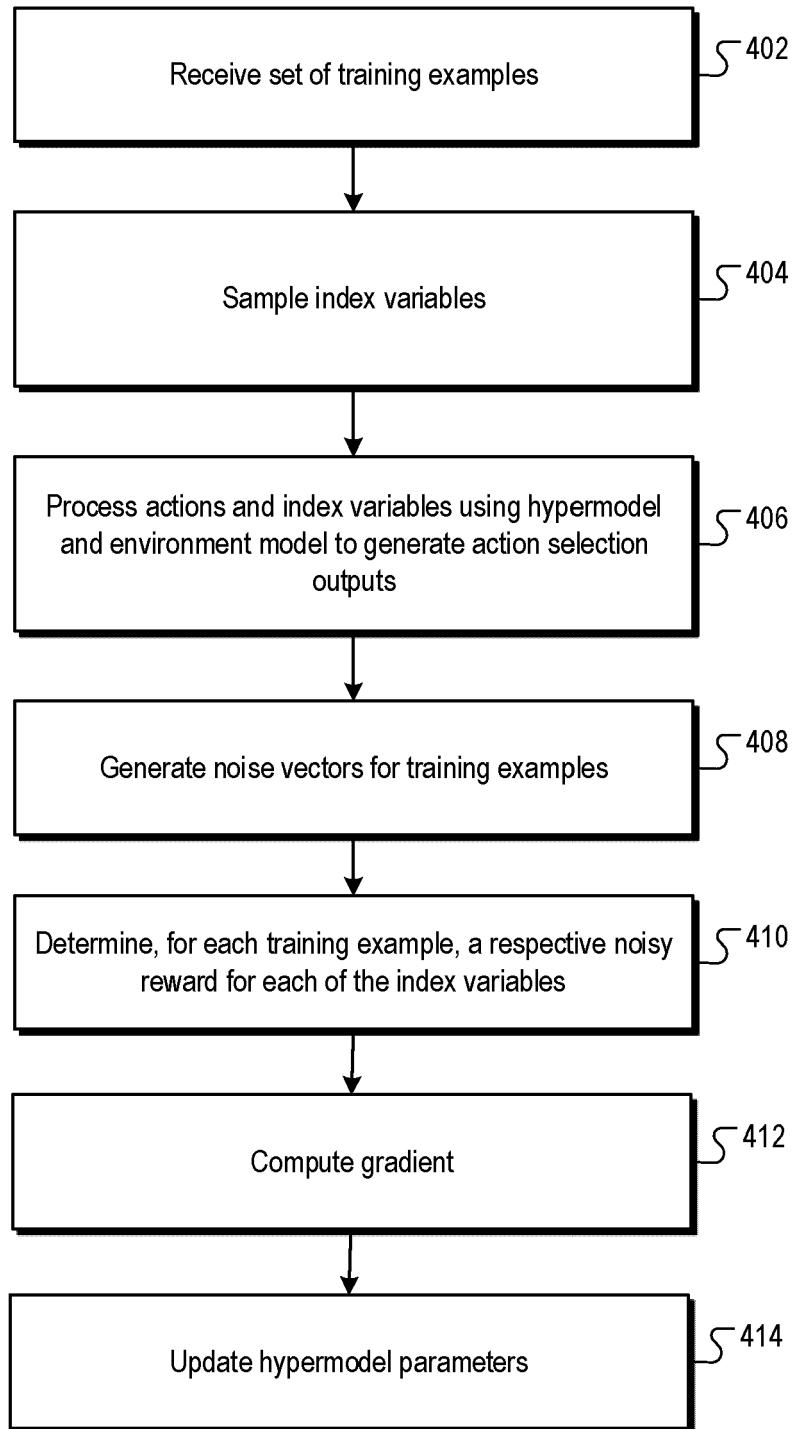 Receive set of training examples
402
Sample index variables
404
Process actions and index variables using hypermodel
and environment model to generate action selection
outputs
406
Generate noise vectors for training examples
408
Determine, for each training example, a respective noisy
reward for each of the index variables
410
Compute gradient
412
Update hypermodel parameters
414